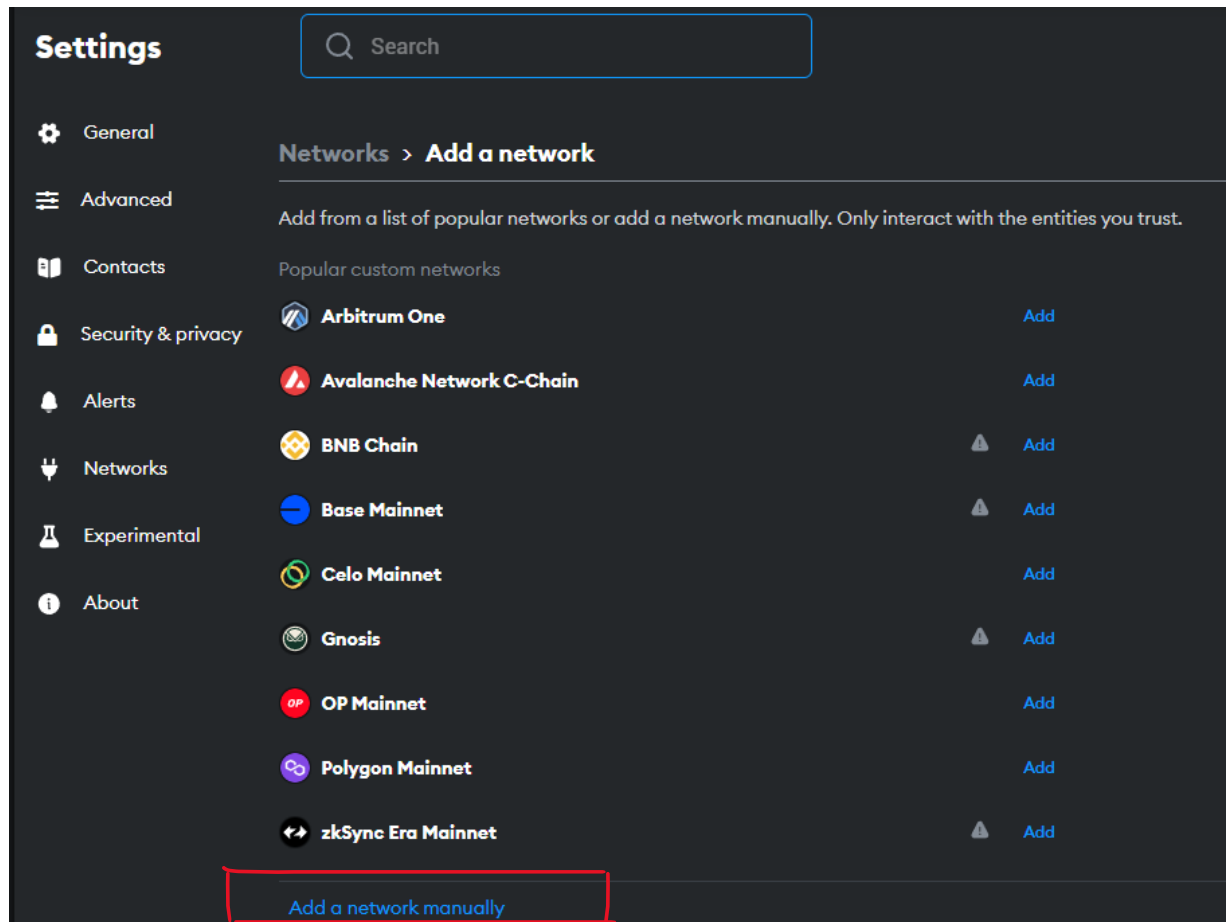 Settings
Search
General
Advanced
Contacts
Security & privacy
Alerts
Networks
Experimental
About
Networks > Add a network
Add from a list of popular networks or add a network manually. Only interact with the entities you trust.
Popular custom networks
Arbitrum One Add
Avalanche Network C-Chain Add
BNB Chain Add
Base Mainnet Add
Celo Mainnet Add
Gnosis Add
OP OP Mainnet Add
Polygon Mainnet Add
zkSync Era Mainnet Add
Add a network manually